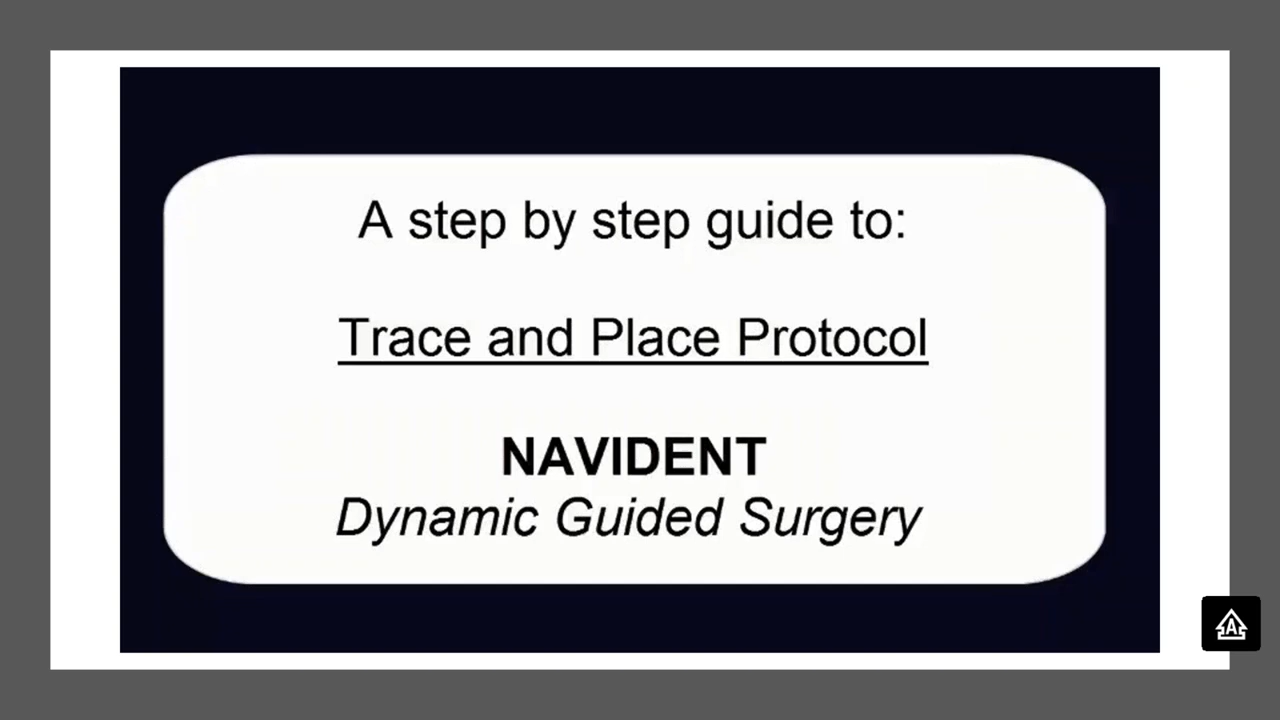 A step by step guide to:
Trace and Place Protocol
NAVIDENT
Dynamic Guided Surgery
A